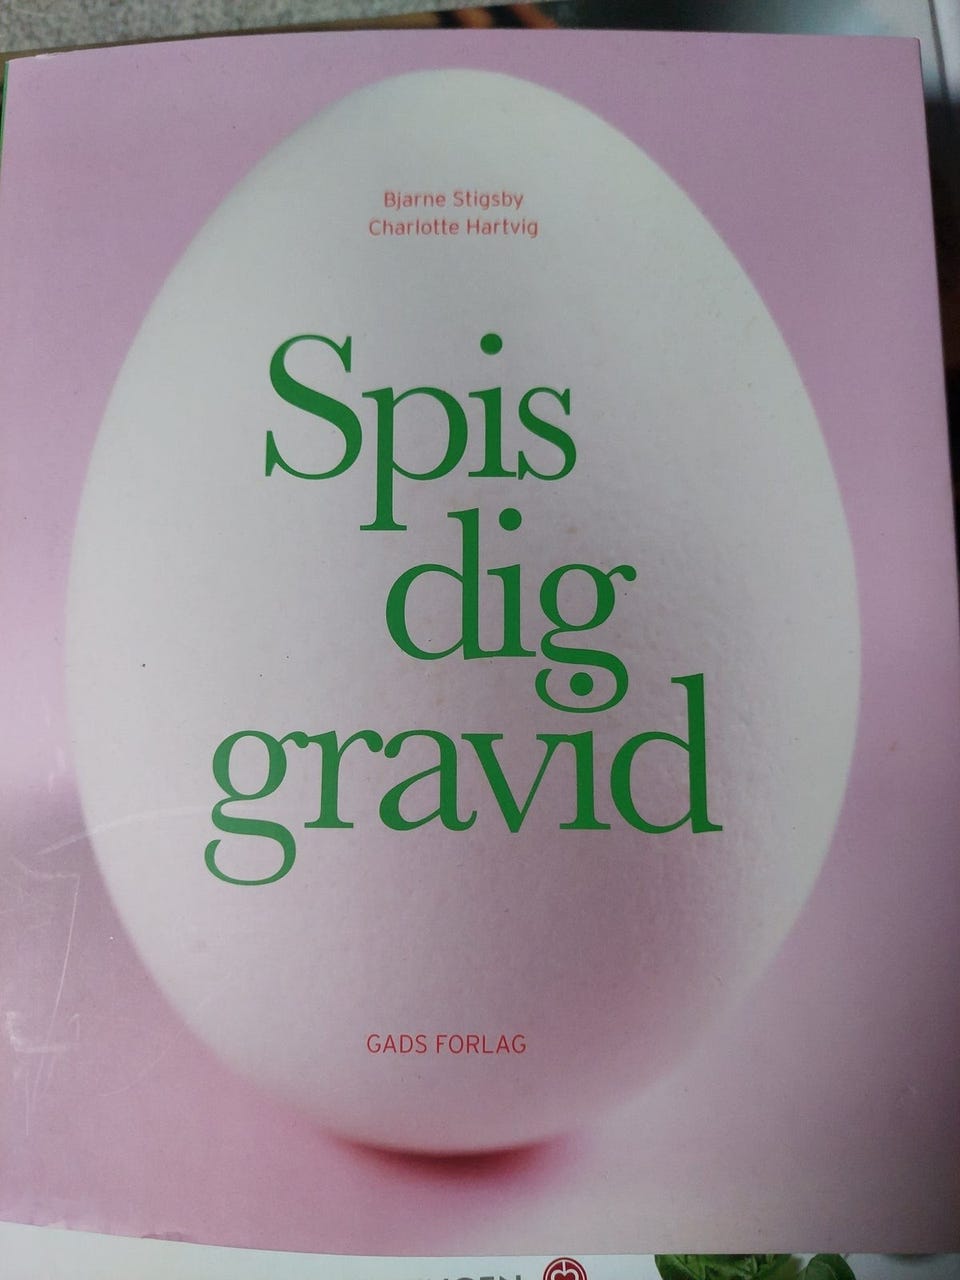 Bjarne Stigsby
Charlotte Hartvig
Spis
dig
gravid
GADS FORLAG